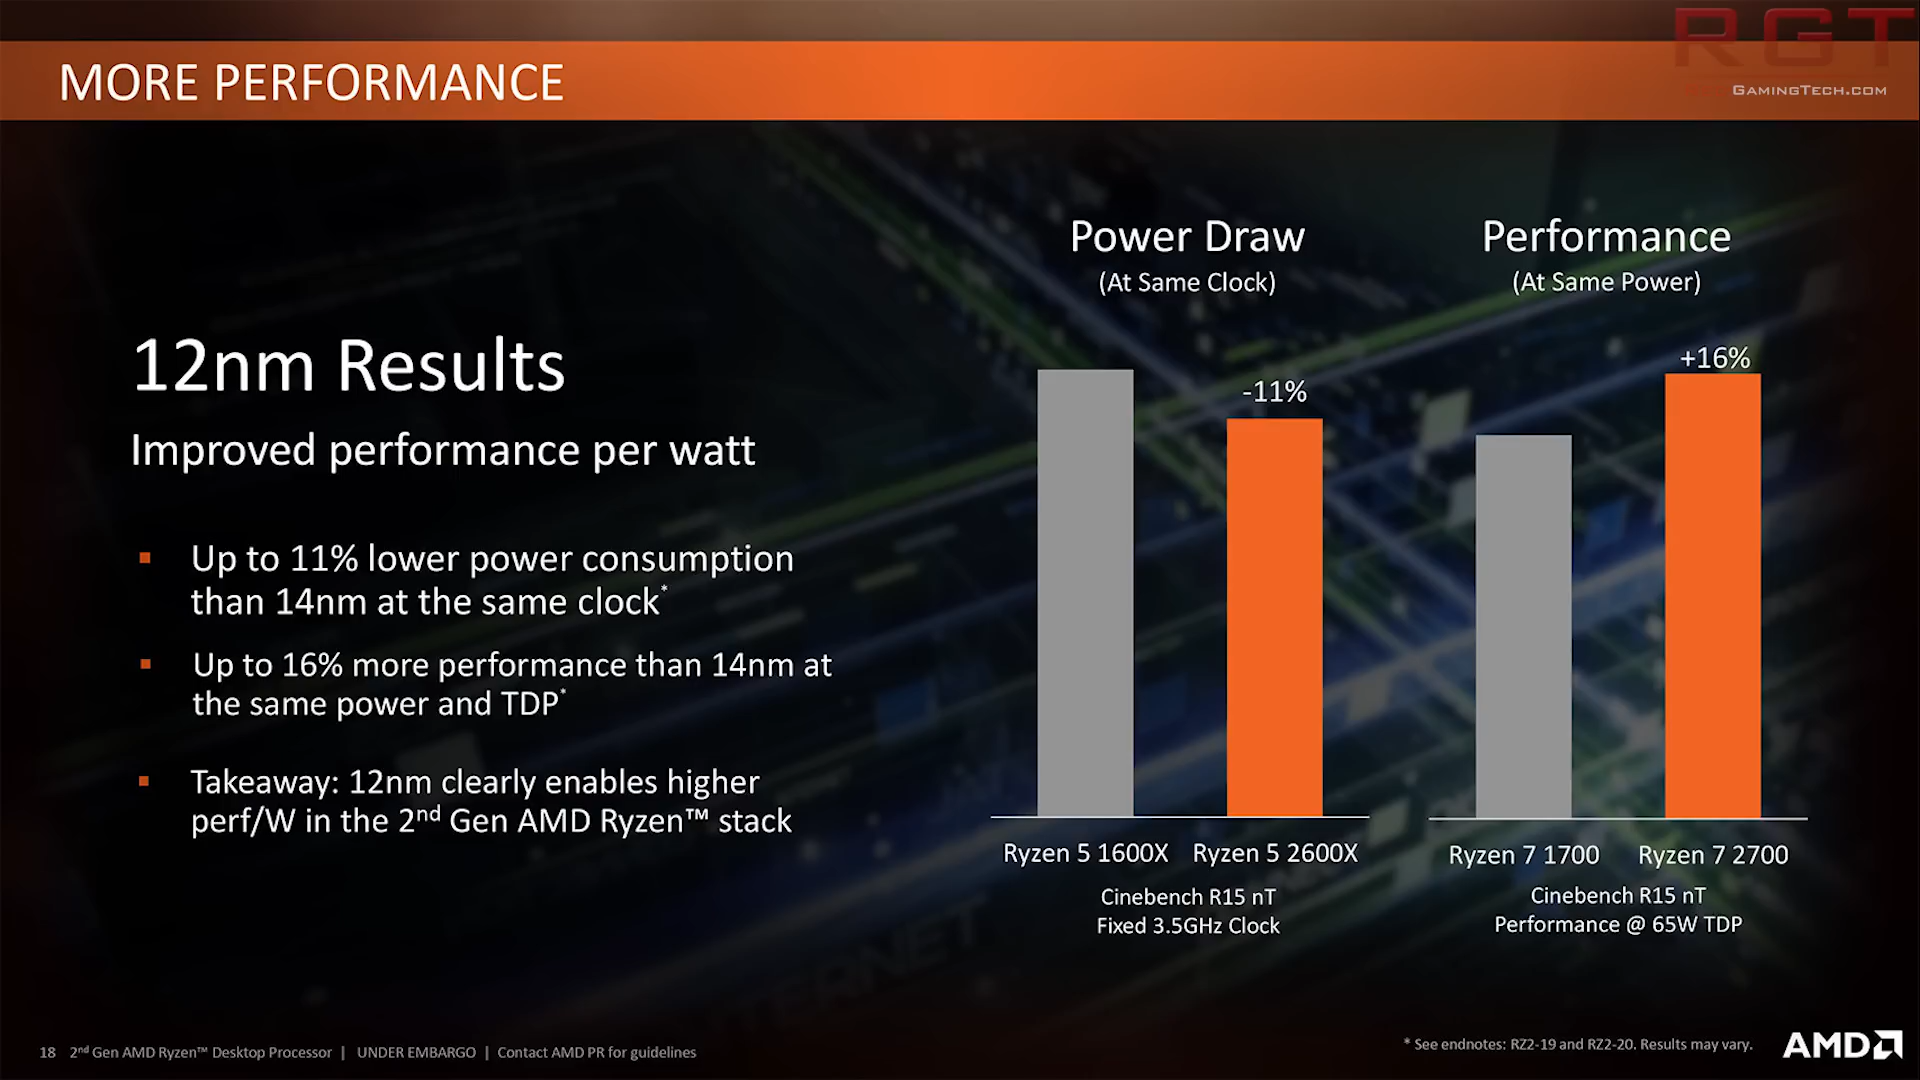 RGT
GamingTech.com
MORE PERFORMANCE
12nm Results
Improved performance per watt
Up to 11% lower power consumption
than 14nm at the same clock*
Up to 16% more performance than 14nm at
the same power and TDP*
Takeaway: 12nm clearly enables higher
perf/W in the 2nd Gen AMD Ryzen™ stack
Power Draw
(At Same Clock)
-11%
Ryzen 5 1600X Ryzen 5 2600X
Cinebench R15 nT
Fixed 3.5GHz Clock
Performance
(At Same Power)
+16%
Ryzen 7 1700 Ryzen 7 2700
Cinebench R15 nT
Performance @ 65W TDP
18 2nd Gen AMD Ryzen™ Desktop Processor | UNDER EMBARGO | Contact AMD PR for guidelines
* See endnotes: RZ2-19 and RZ2-20. Results may vary.
AMD